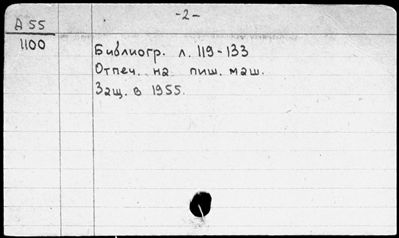 -2-
А 55
1100
Библиогр. л. 119-133
Отпеч. на пиш. маш.
Защ. в 1955.